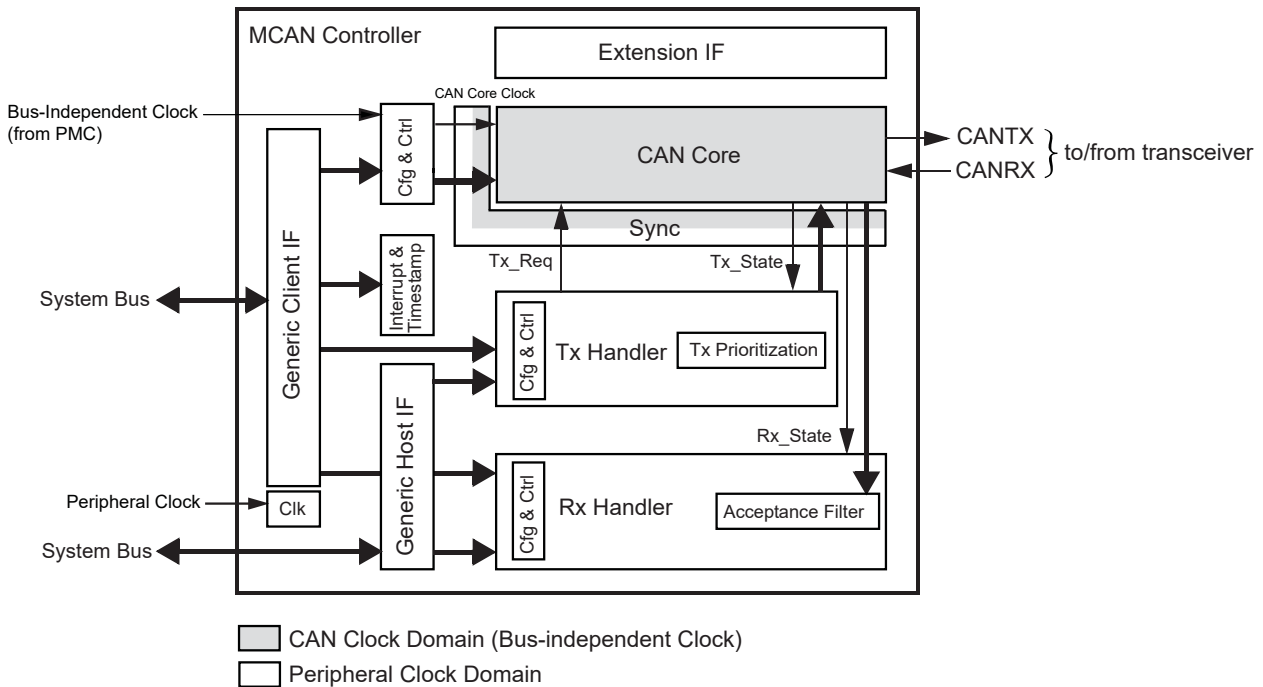 MCAN Controller
Extension IF
CAN Core Clock
Bus-Independent Clock
(from PMC)
Cfg & Ctrl
CAN Core
CANTX
CANRX
to/from transceiver
Sync
Tx_Req
Tx_State
Generic Client IF
Interrupt &
Timestamp
System Bus
Cfg & Ctrl
Tx Handler
Tx Prioritization
Generic Host IF
Rx_State
Peripheral Clock
Clk
Cfg & Ctrl
Rx Handler
Acceptance Filter
System Bus
CAN Clock Domain (Bus-independent Clock)
Peripheral Clock Domain